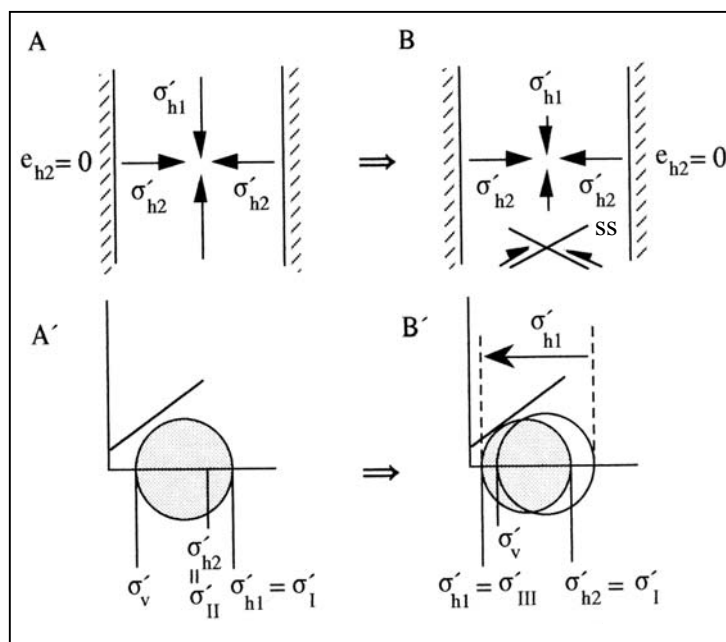 A
B
σ′h1
σ′h1
eh2 = 0
eh2 = 0
σ′h2
σ′h2
⇒
σ′h2
σ′h2
ss
A′
B′
σ′h1
⇒
σ′v
σ′h2
=
σ′II
σ′h1 = σ′I
σ′v
σ′h1 = σ′III
σ′h2 = σ′I